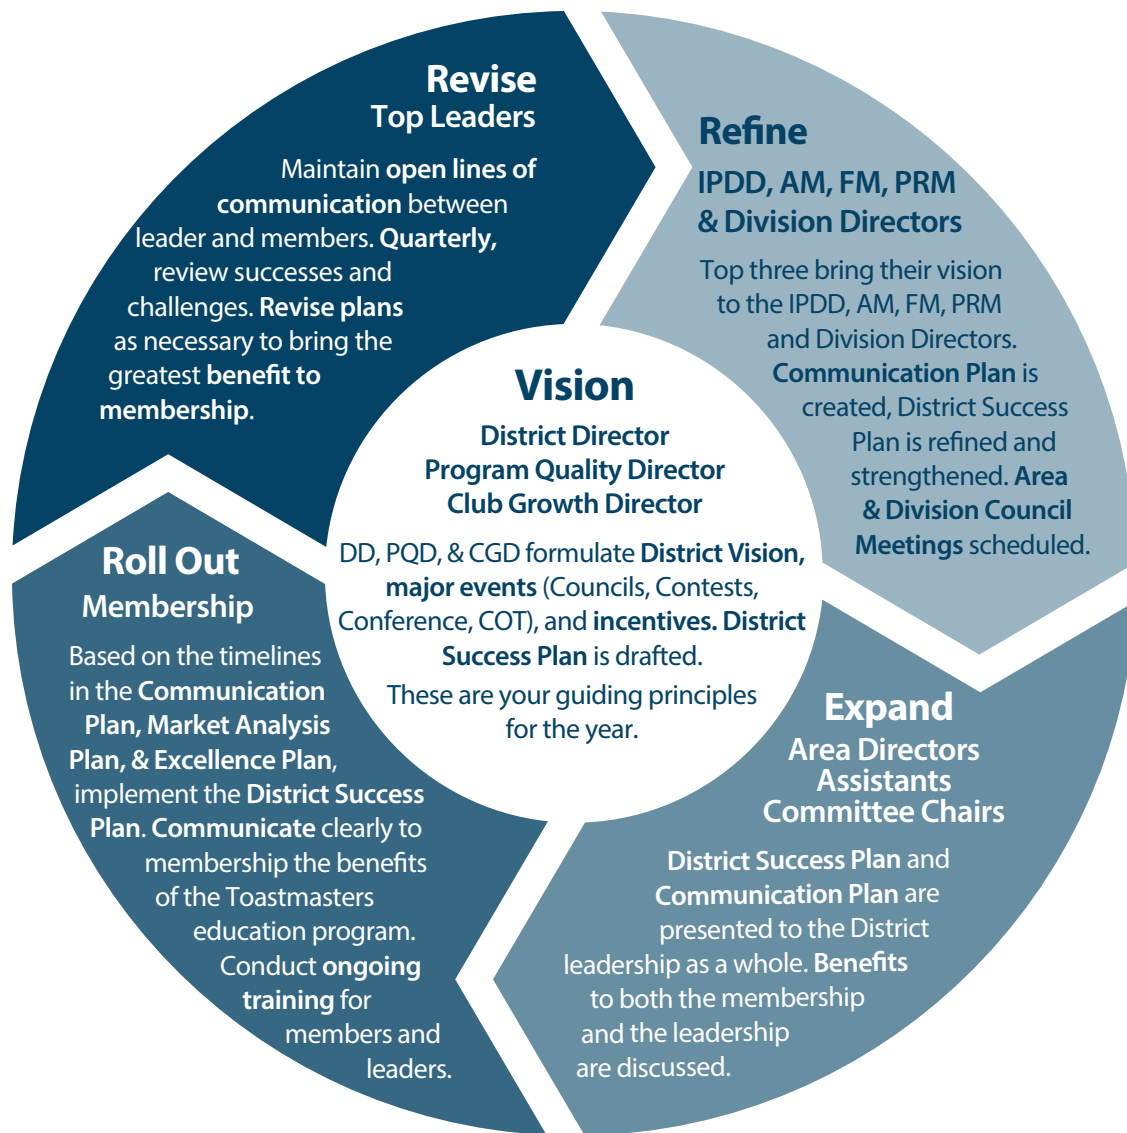 Vision
District Director
Program Quality Director
Club Growth Director
DD, PQD, & CGD formulate District Vision,
major events (Councils, Contests,
Conference, COT), and incentives. District
Success Plan is drafted.
These are your guiding principles
for the year.
Refine
IPDD, AM, FM, PRM
& Division Directors
Top three bring their vision
to the IPDD, AM, FM, PRM
and Division Directors.
Communication Plan is
created, District Success
Plan is refined and
strengthened. Area
& Division Council
Meetings scheduled.
Expand
Area Directors
Assistants
Committee Chairs
District Success Plan and
Communication Plan are
presented to the District
leadership as a whole. Benefits
to both the membership
and the leadership
are discussed.
Roll Out
Membership
Based on the timelines
in the Communication
Plan, Market Analysis
Plan, & Excellence Plan,
implement the District Success
Plan. Communicate clearly to
membership the benefits
of the Toastmasters
education program.
Conduct ongoing
training for
members and
leaders.
Revise
Top Leaders
Maintain open lines of
communication between
leader and members. Quarterly,
review successes and
challenges. Revise plans
as necessary to bring the
greatest benefit to
membership.